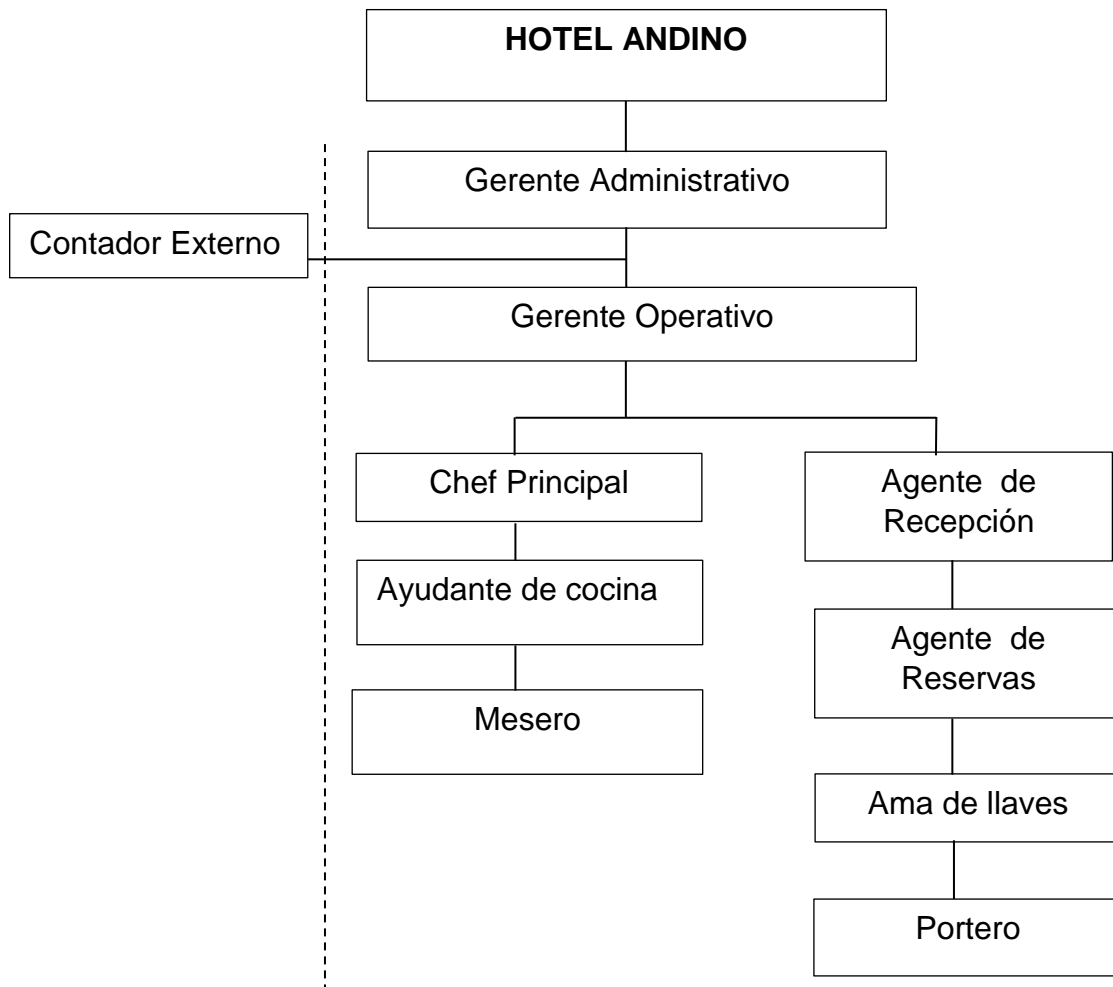 HOTEL ANDINO
Gerente Administrativo
Contador Externo
Gerente Operativo
Chef Principal
Agente de
Recepción
Ayudante de cocina
Agente de
Reservas
Mesero
Ama de llaves
Portero